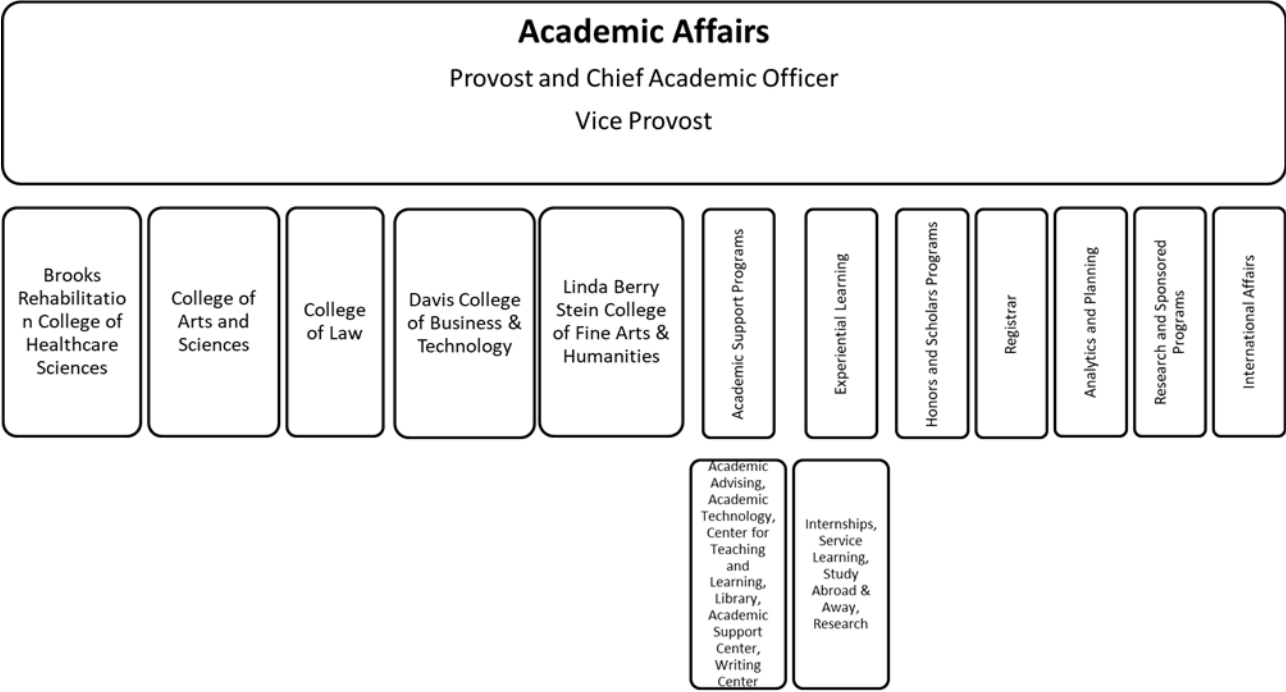 Academic Affairs
Provost and Chief Academic Officer
Vice Provost
Brooks
Rehabilitatio
n College of
Healthcare
Sciences
College of
Arts and
Sciences
College
of Law
Davis College
of Business &
Technology
Linda Berry
Stein College
of Fine Arts &
Humanities
Academic Support Programs
Experiential Learning
Honors and Scholars Programs
Registrar
Analytics and Planning
Research and Sponsored
Programs
International Affairs
Academic
Advising,
Academic
Technology,
Center for
Teaching
and
Learning,
Library,
Academic
Support
Center,
Writing
Center
Internships,
Service
Learning,
Study
Abroad &
Away,
Research